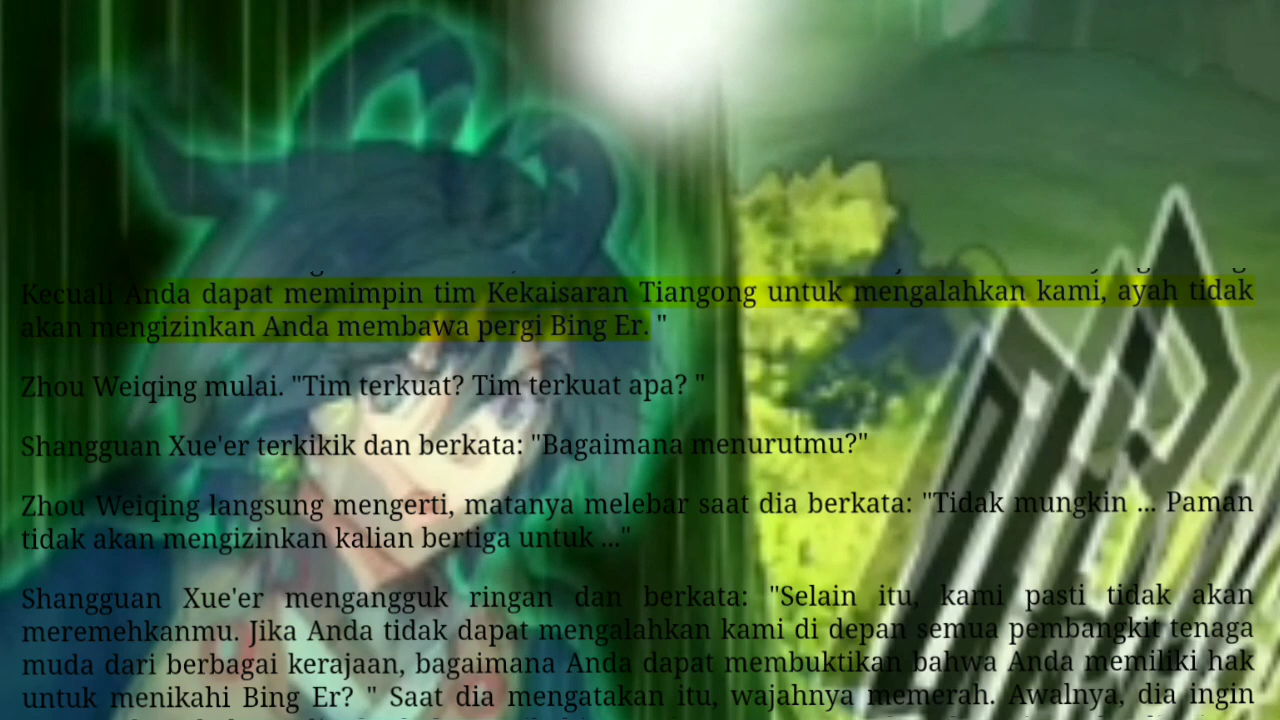 Kecuali Anda dapat memimpin tim Kekaisaran Tiangong untuk mengalahkan kami, ayah tidak
akan mengizinkan Anda membawa pergi Bing Er. "
Zhou Weiqing mulai. "Tim terkuat? Tim terkuat apa? "
Shangguan Xue'er terkikik dan berkata: "Bagaimana menurutmu?"
Zhou Weiqing langsung mengerti, matanya melebar saat dia berkata: "Tidak mungkin ... Paman
tidak akan mengizinkan kalian bertiga untuk ..."
Shangguan Xue'er mengangguk ringan dan berkata: "Selain itu, kami pasti tidak akan
meremehkanmu. Jika Anda tidak dapat mengalahkan kami di depan semua pembangkit tenaga
muda dari berbagai kerajaan, bagaimana Anda dapat membuktikan bahwa Anda memiliki hak
untuk menikahi Bing Er? " Saat dia mengatakan itu, wajahnya memerah. Awalnya, dia ingin